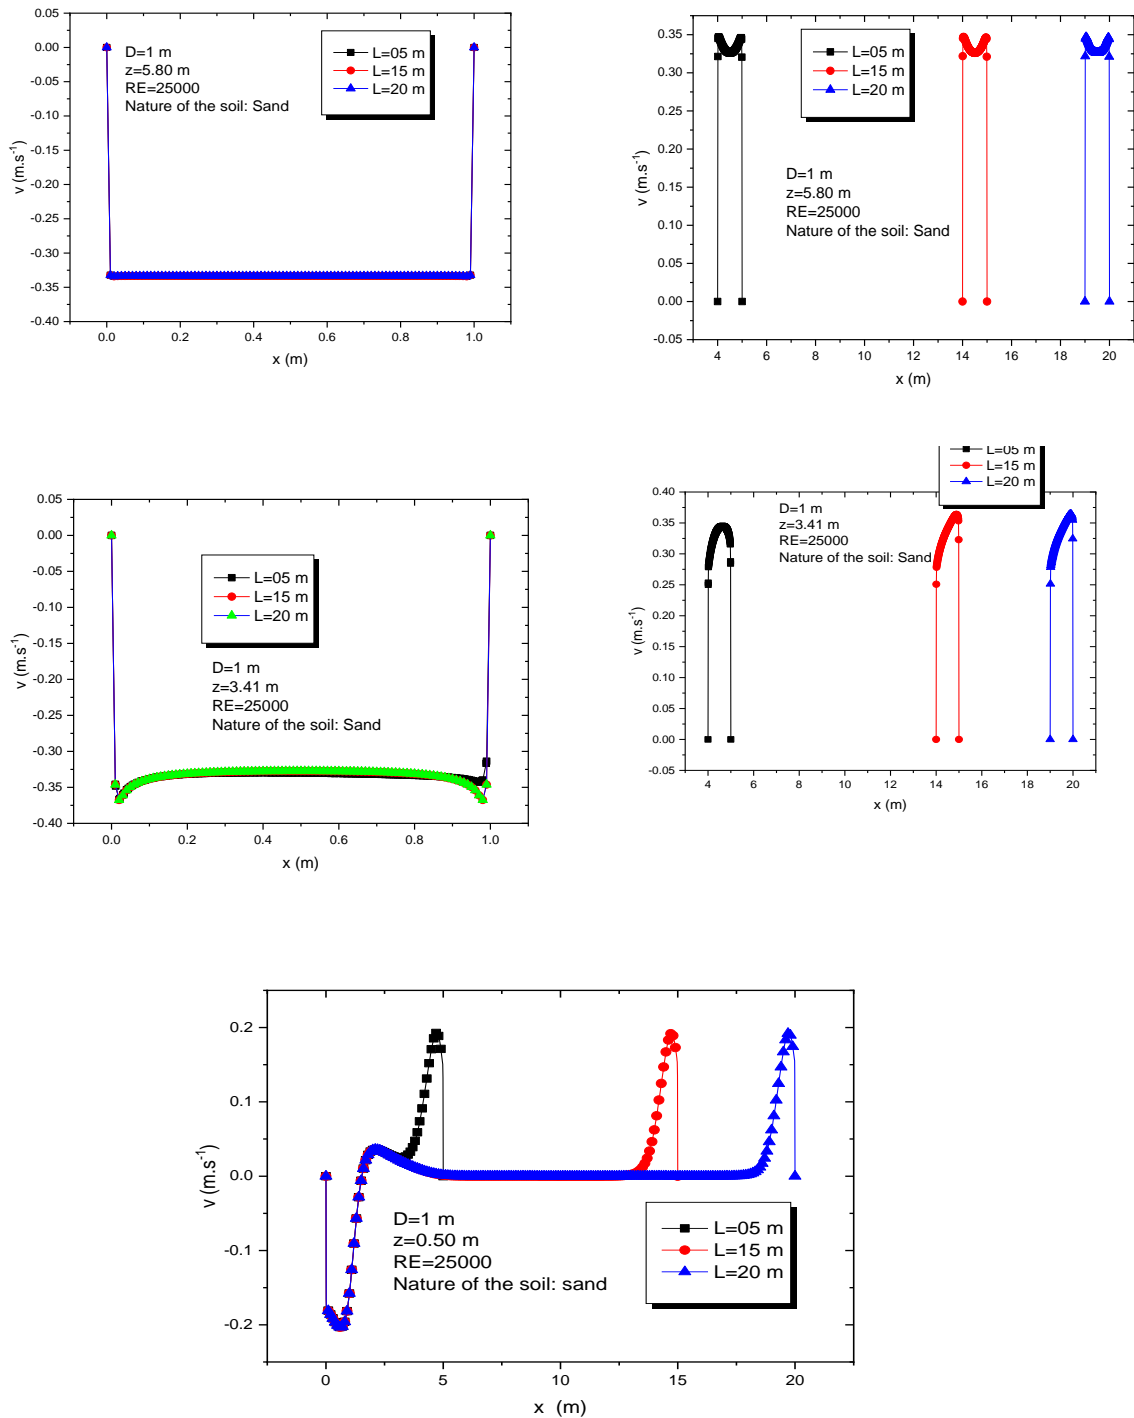 D=1 m
z=5.80 m
RE=25000
Nature of the soil: Sand
L=05 m
L=15 m
L=20 m
0.05
0.00
-0.05
-0.10
-0.15
-0.20
-0.25
-0.30
-0.35
-0.40
v (m.s-1)
0.0 0.2 0.4 0.6 0.8 1.0
x (m)
L=05 m
L=15 m
L=20 m
D=1 m
z=5.80 m
RE=25000
Nature of the soil: Sand
0.35
0.30
0.25
0.20
0.15
0.10
0.05
0.00
-0.05
v (m.s-1)
4 6 8 10 12 14 16 18 20
x (m)
L=05 m
L=15 m
L=20 m
D=1 m
z=3.41 m
RE=25000
Nature of the soil: Sand
0.05
0.00
-0.05
-0.10
-0.15
-0.20
-0.25
-0.30
-0.35
-0.40
v (m.s-1)
0.0 0.2 0.4 0.6 0.8 1.0
x (m)
L=05 m
L=15 m
L=20 m
D=1 m
z=3.41 m
RE=25000
Nature of the soil: Sand
0.40
0.35
0.30
0.25
0.20
0.15
0.10
0.05
0.00
-0.05
v (m.s-1)
4 6 8 10 12 14 16 18 20
x (m)
0.2
0.1
0.0
-0.1
-0.2
v (m.s-1)
D=1 m
z=0.50 m
RE=25000
Nature of the soil: sand
L=05 m
L=15 m
L=20 m
0 5 10 15 20
x (m)